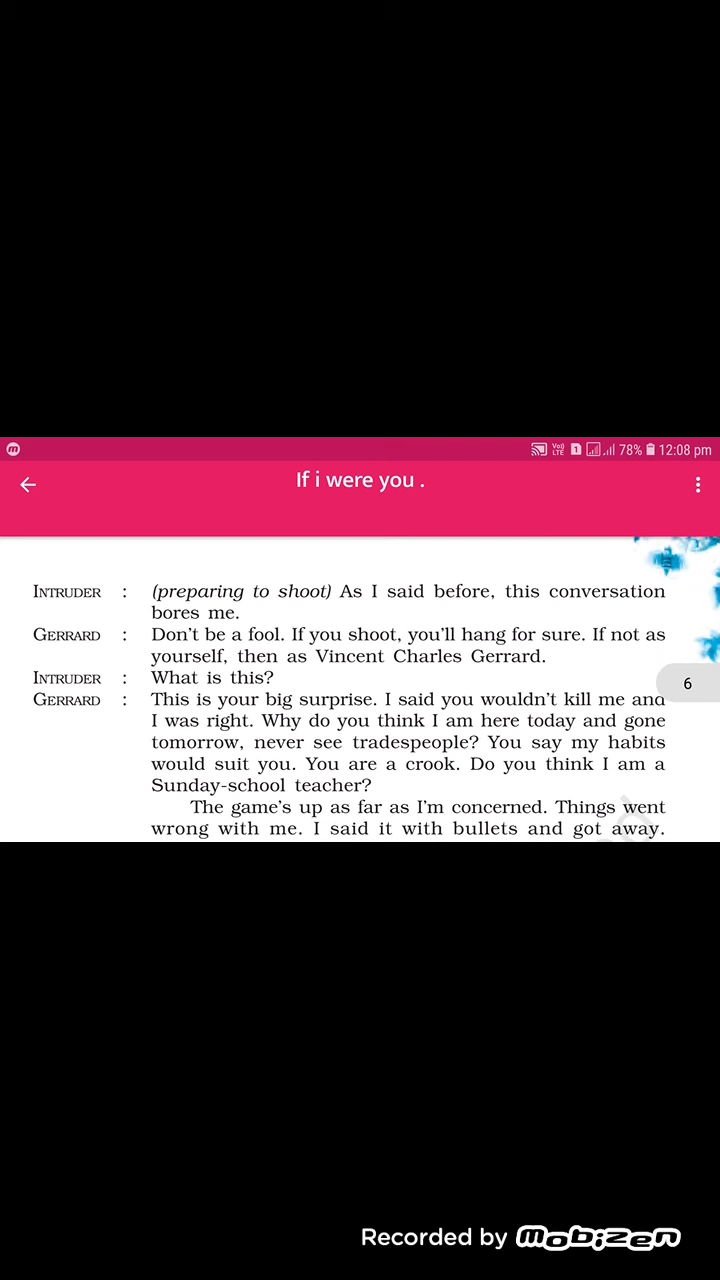 m Vo) LTE 1 78% 12:08 pm
If i were you .
INTRUDER : (preparing to shoot) As I said before, this conversation
bores me.
GERRARD : Don't be a fool. If you shoot, you'll hang for sure. If not as
yourself, then as Vincent Charles Gerrard.
INTRUDER : What is this?
6
GERRARD : This is your big surprise. I said you wouldn't kill me and
I was right. Why do you think I am here today and gone
tomorrow, never see tradespeople? You say my habits
would suit you. You are a crook. Do you think I am a
Sunday-school teacher?
The game's up as far as I'm concerned. Things went
wrong with me. I said it with bullets and got away.
Recorded by Mobizen